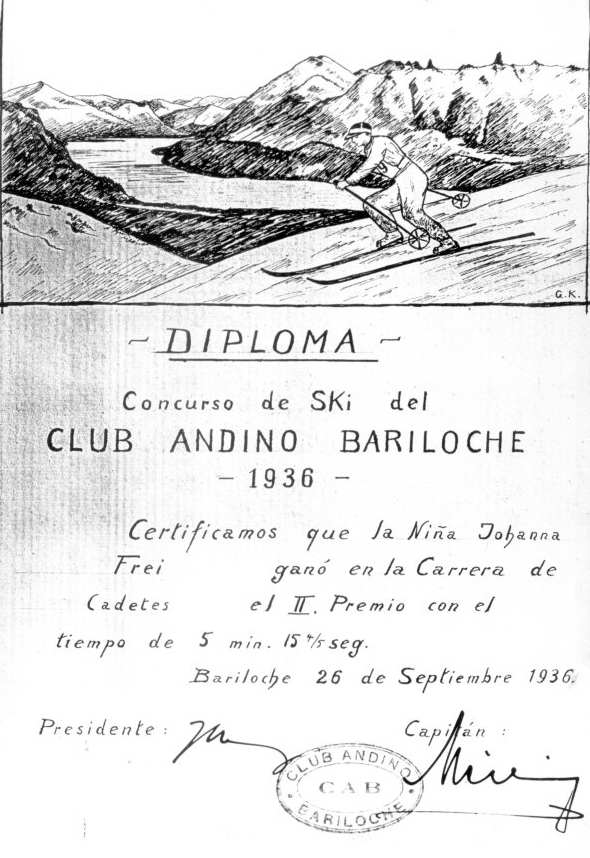 G.K.
~ DIPLOMA ~
Concurso de Ski del
CLUB ANDINO BARILOCHE
- 1936 -
Certificamos que la Niña Johanna
Frei ganó en la Carrera de
Cadetes el II. Premio con el
tiempo de 5 min. 15 4/5 seg.
Bariloche 26 de Septiembre 1936.
Presidente: Capitán:
CLUB ANDINO
CAB
BARILOCHE